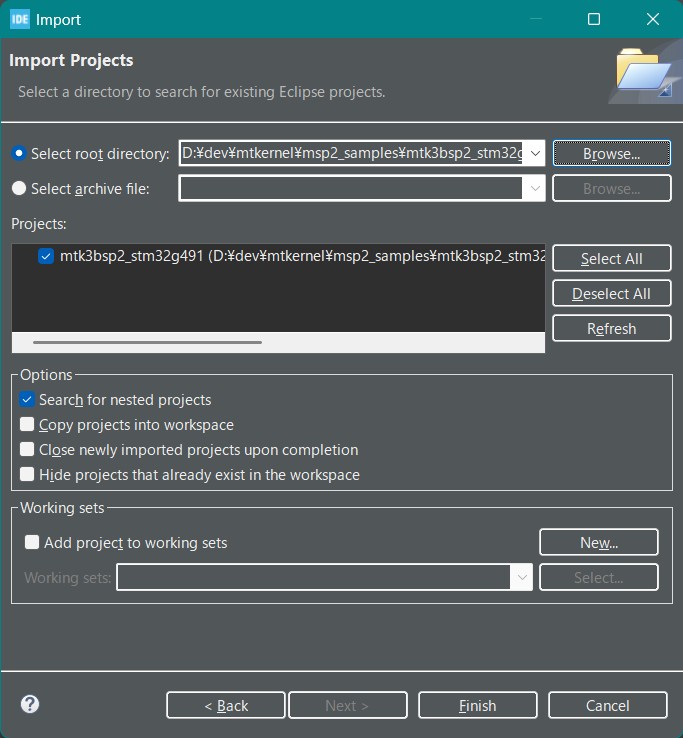 IDE Import
Import Projects
Select a directory to search for existing Eclipse projects.
Select root directory: D:¥dev¥mtkernel¥msp2_samples¥mtk3bsp2_stm32g Browse...
Select archive file: Browse...
Projects:
mtk3bsp2_stm32g491 (D:¥dev¥mtkernel¥msp2_samples¥mtk3bsp2_stm32
Select All
Deselect All
Refresh
Options
Search for nested projects
Copy projects into workspace
Close newly imported projects upon completion
Hide projects that already exist in the workspace
Working sets
Add project to working sets New...
Working sets: Select...
? < Back Next > Finish Cancel